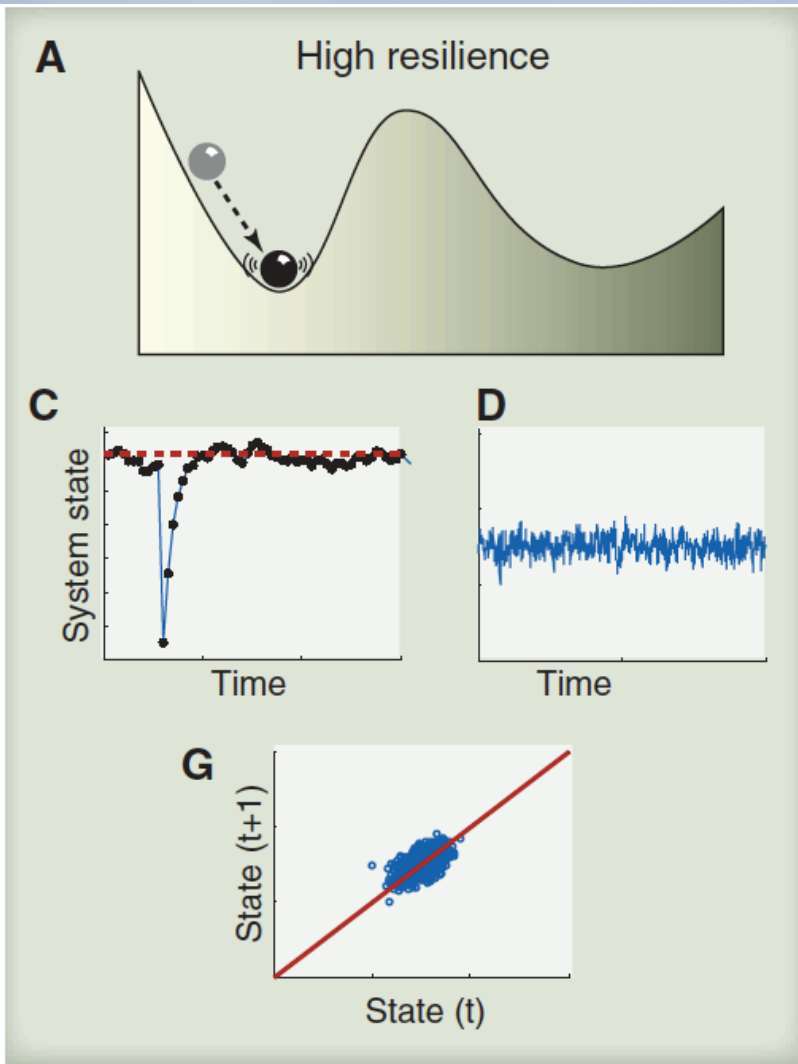 A
High resilience
C
D
System state
Time
Time
G
State (t+1)
State (t)